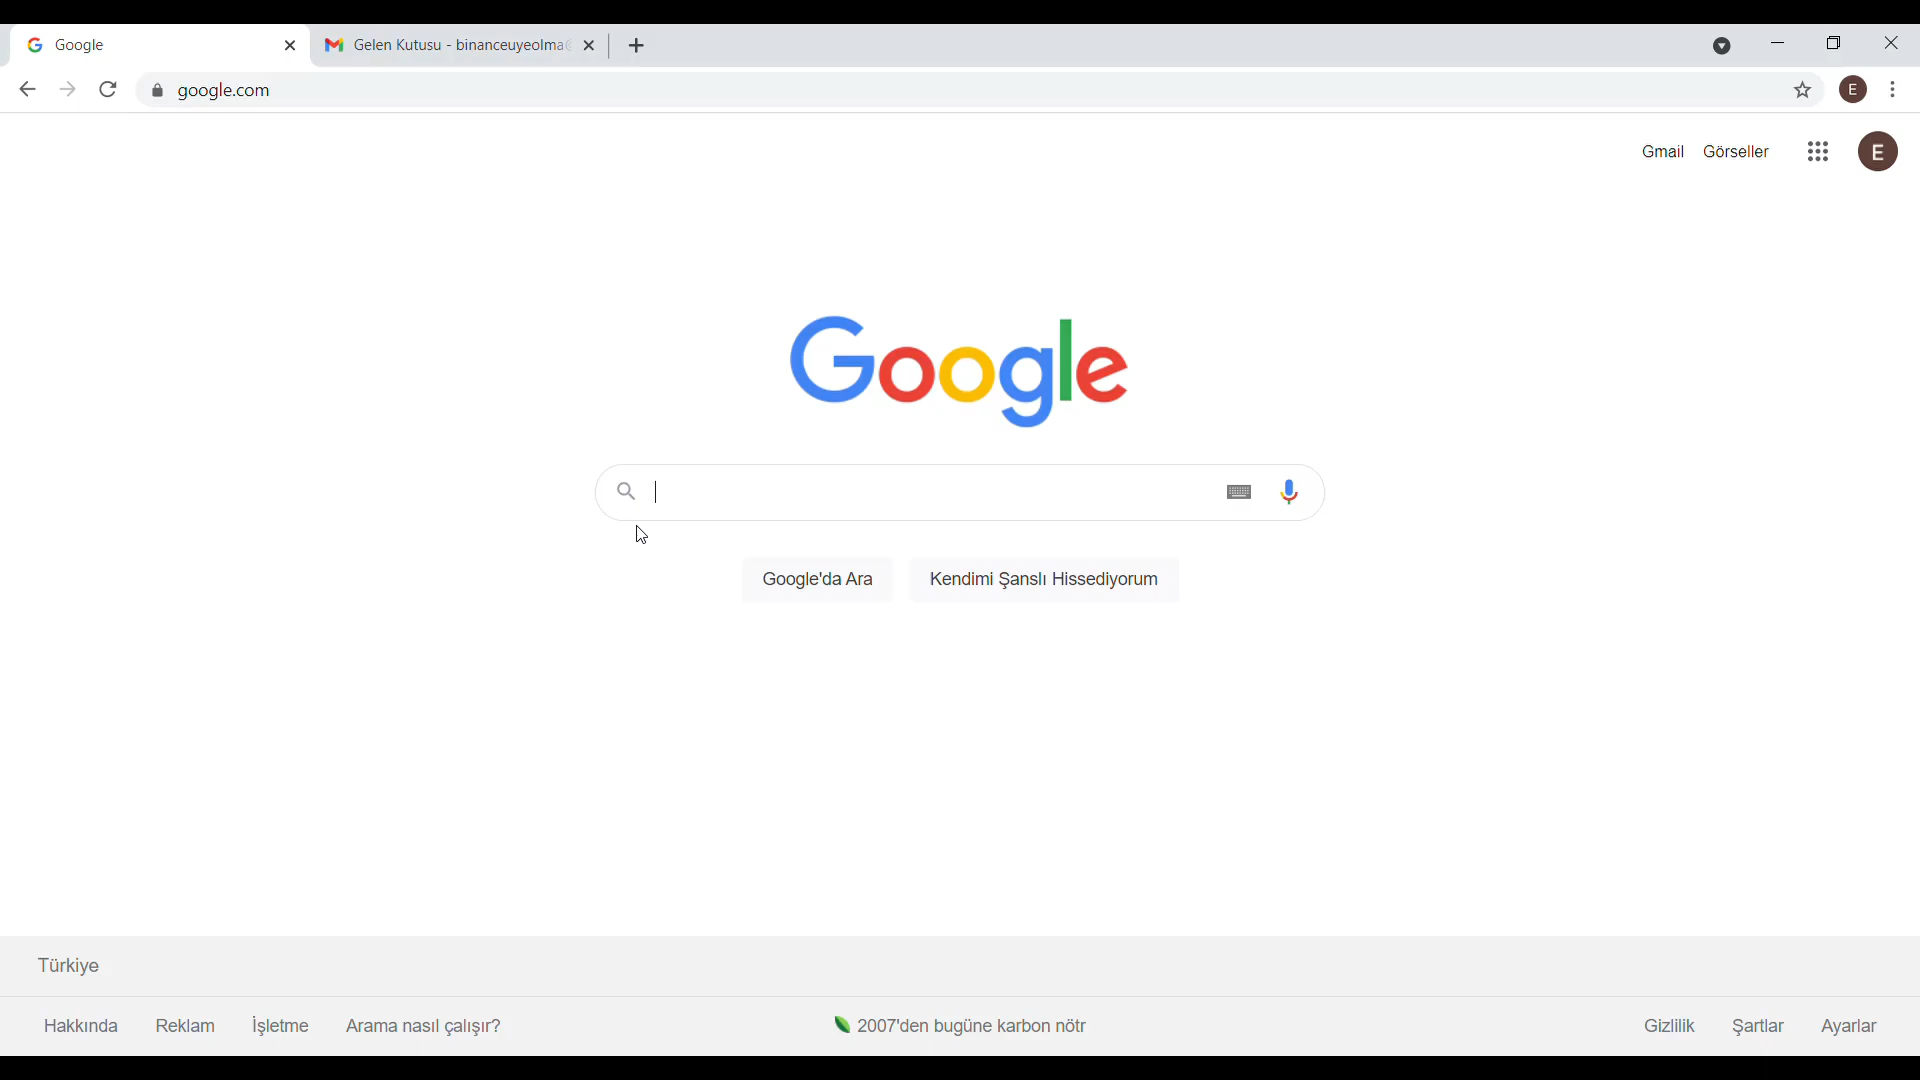 Google
Gelen Kutusu - binanceuyeolma
google.com
E
Gmail Görseller
E
Google
Google'da Ara
Kendimi Şanslı Hissediyorum
Türkiye
Hakkında Reklam İşletme Arama nasıl çalışır?
2007'den bugüne karbon nötr
Gizlilik Şartlar Ayarlar